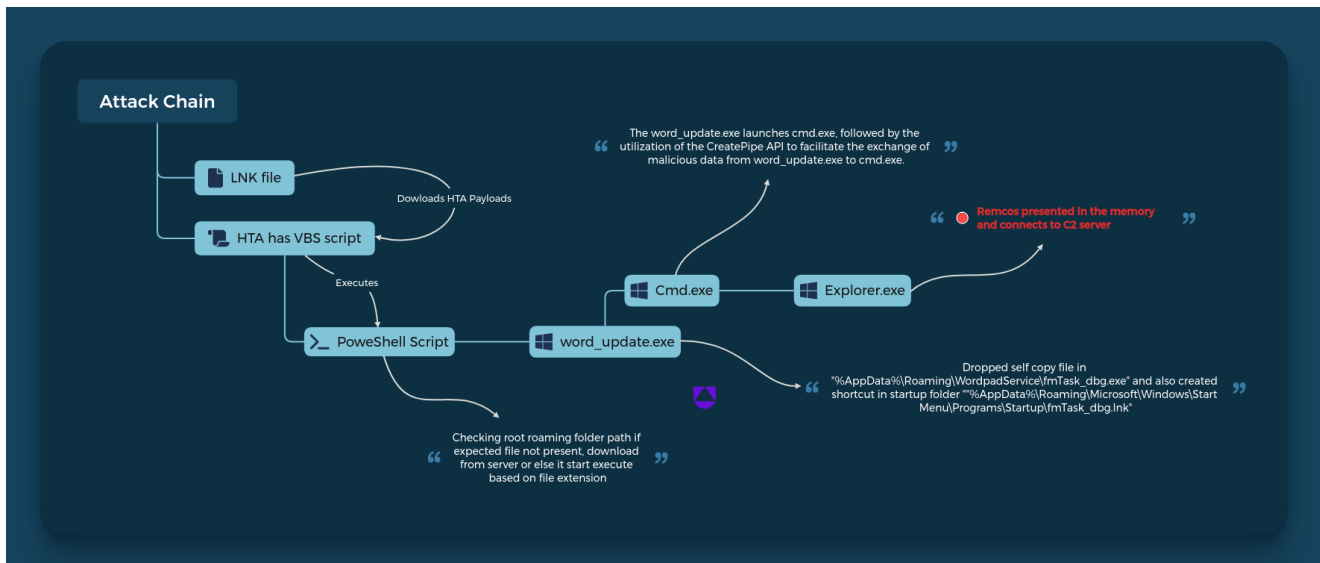 Attack Chain
LNK file
Dowloads HTA Payloads
HTA has VBS script
Executes
PoweShell Script
Checking root roaming folder path if
expected file not present, download
from server or else it start execute
based on file extension
word_update.exe
Dropped self copy file in
"%AppData%\Roaming\WordpadService\fmTask_dbg.exe" and also created
shortcut in startup folder ""%AppData%\Roaming\Microsoft\Windows\Start
Menu\Programs\Startup\fmTask_dbg.lnk"
Cmd.exe
The word_update.exe launches cmd.exe, followed by the
utilization of the CreatePipe API to facilitate the exchange of
malicious data from word_update.exe to cmd.exe.
Explorer.exe
Remcos presented in the memory
and connects to C2 server